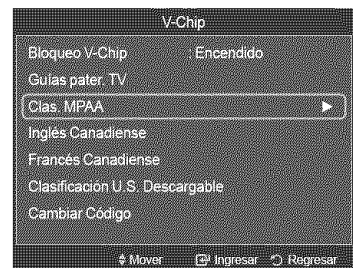 V-Chip
Bloqueo V-Chip : Encendido
Guías pater. TV
Clas. MPAA
Inglés Canadiense
Francés Canadiense
Clasificación U.S. Descargable
Cambiar Código
Mover Ingresar Regresar